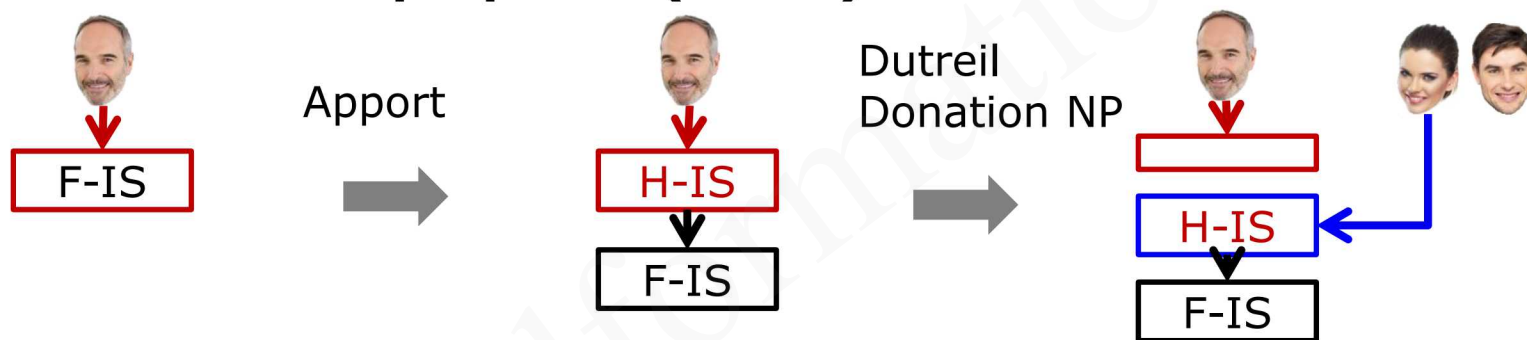 Apport
Dutreil
Donation NP
F-IS
H-IS
F-IS
H-IS
F-IS